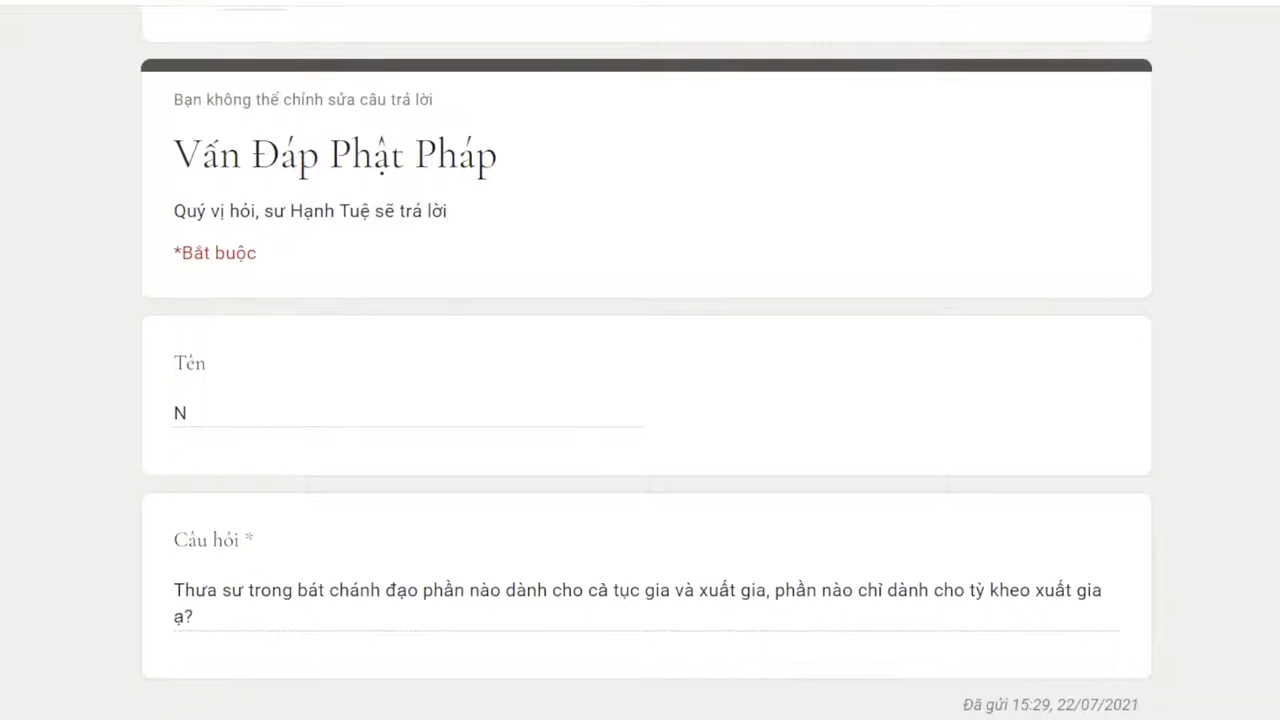 Bạn không thể chỉnh sửa câu trả lời
Vấn Đáp Phật Pháp
Quý vị hỏi, sư Hạnh Tuệ sẽ trả lời
*Bắt buộc
Tên
N
Câu hỏi *
Thưa sư trong bát chánh đạo phần nào dành cho cả tục gia và xuất gia, phần nào chỉ dành cho tỳ kheo xuất gia
ạ?
Đã gửi 15:29, 22/07/2021